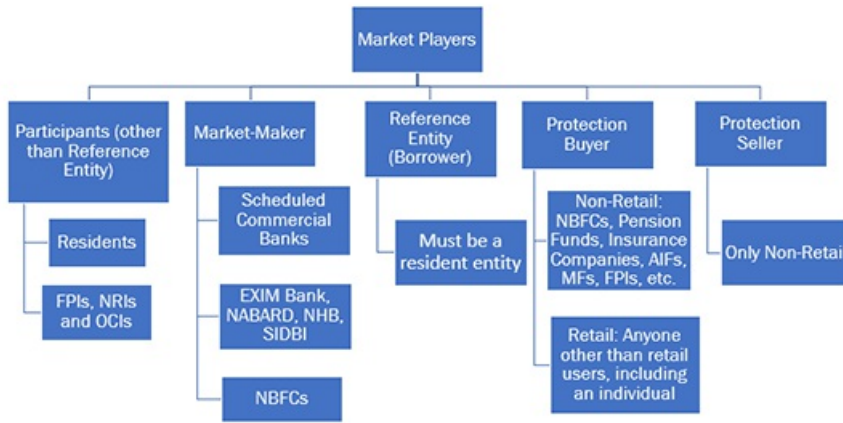 Market Players
Participants (other
than Reference
Entity)
Residents
FPIs, NRIs
and OCIs
Market-Maker
Scheduled
Commercial
Banks
EXIM Bank,
NABARD, NHB,
SIDBI
NBFCs
Reference
Entity
(Borrower)
Must be a
resident entity
Protection
Buyer
Non-Retail:
NBFCs, Pension
Funds, Insurance
Companies, AIFs,
MFs, FPIs, etc.
Retail: Anyone
other than retail
users, including
an individual
Protection
Seller
Only Non-Retail